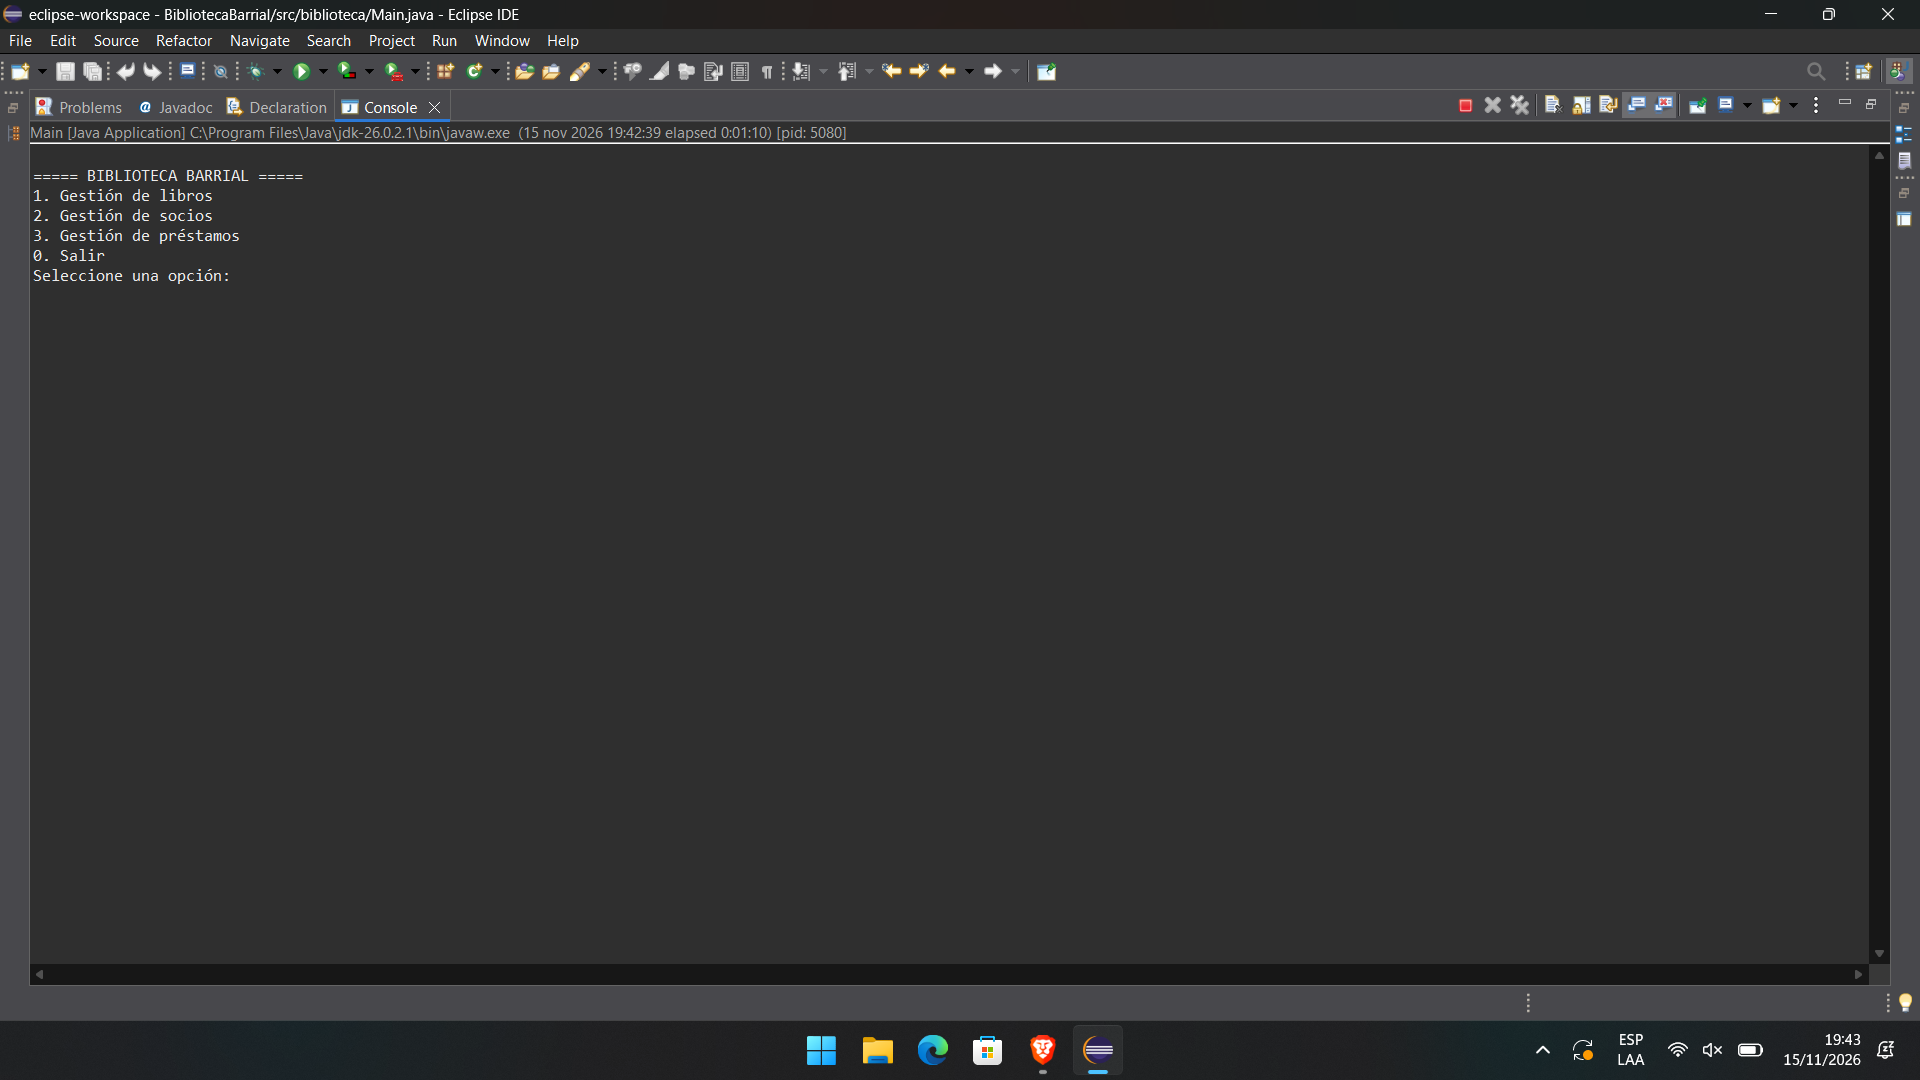 eclipse-workspace - BibliotecaBarrial/src/biblioteca/Main.java - Eclipse IDE
File Edit Source Refactor Navigate Search Project Run Window Help
Problems Javadoc Declaration Console
Main [Java Application] C:\Program Files\Java\jdk-26.0.2.1\bin\javaw.exe (15 nov 2026 19:42:39 elapsed 0:01:10) [pid: 5080]
===== BIBLIOTECA BARRIAL =====
1. Gestión de libros
2. Gestión de socios
3. Gestión de préstamos
0. Salir
Seleccione una opción:
ESP
LAA
19:43
15/11/2026